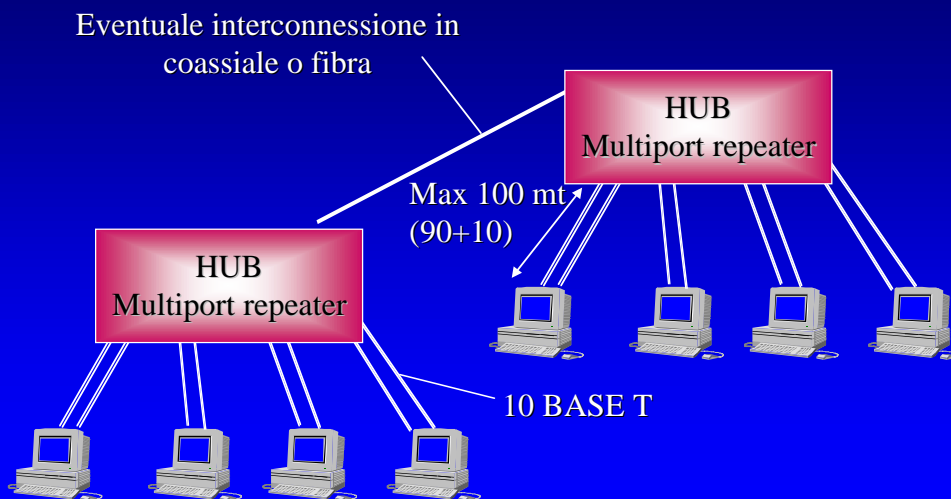 Eventuale interconnessione in
coassiale o fibra
HUB
Multiport repeater
Max 100 mt
(90+10)
HUB
Multiport repeater
10 BASE T